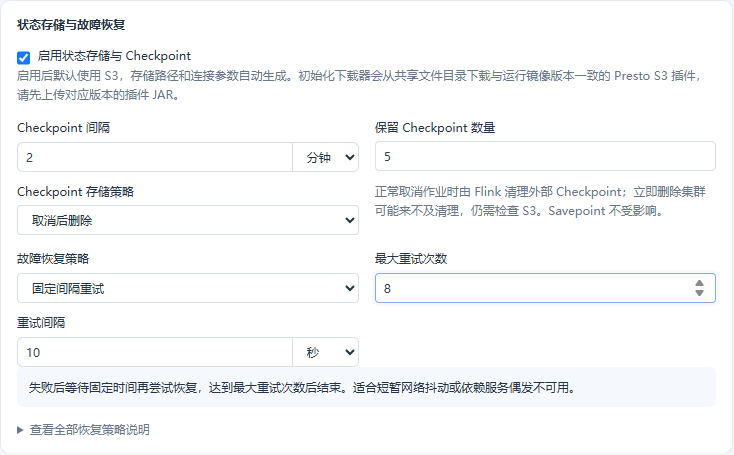 状态存储与故障恢复
启用状态存储与 Checkpoint
启用后默认使用 S3，存储路径和连接参数自动生成。初始化下载器会从共享文件目录下载与运行镜像版本一致的 Presto S3 插件，
请先上传对应版本的插件 JAR。
Checkpoint 间隔
保留 Checkpoint 数量
2
分钟
5
Checkpoint 存储策略
正常取消作业时由 Flink 清理外部 Checkpoint；立即删除集群
可能来不及清理，仍需检查 S3。Savepoint 不受影响。
取消后删除
故障恢复策略
最大重试次数
固定间隔重试
8
重试间隔
10
秒
失败后等待固定时间再尝试恢复，达到最大重试次数后结束。适合短暂网络抖动或依赖服务偶发不可用。
查看全部恢复策略说明